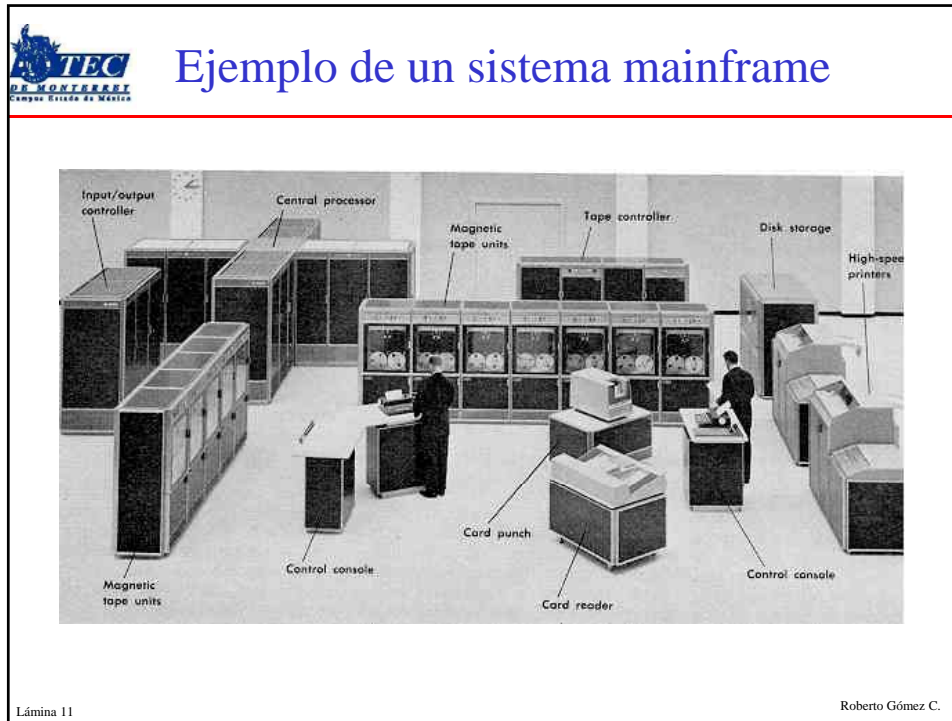 TEC
DE MONTERREY
Campus Estado de México
Ejemplo de un sistema mainframe
Input/output
controller
Central processor
Magnetic
tape units
Tape controller
Disk storage
High-spee
printers
Card punch
Control console
Control console
Magnetic
tape units
Card reader
Lámina 11
Roberto Gómez C.